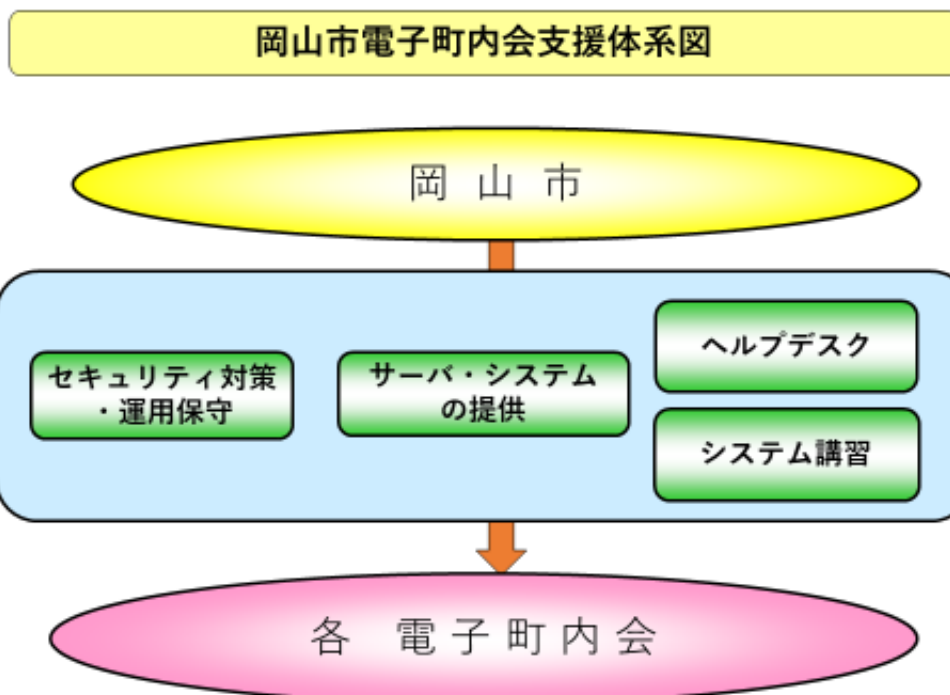 岡山市電子町内会支援体系図
岡 山 市
セキュリティ対策
・運用保守
サーバ・システム
の提供
ヘルプデスク
システム講習
各 電子町内会